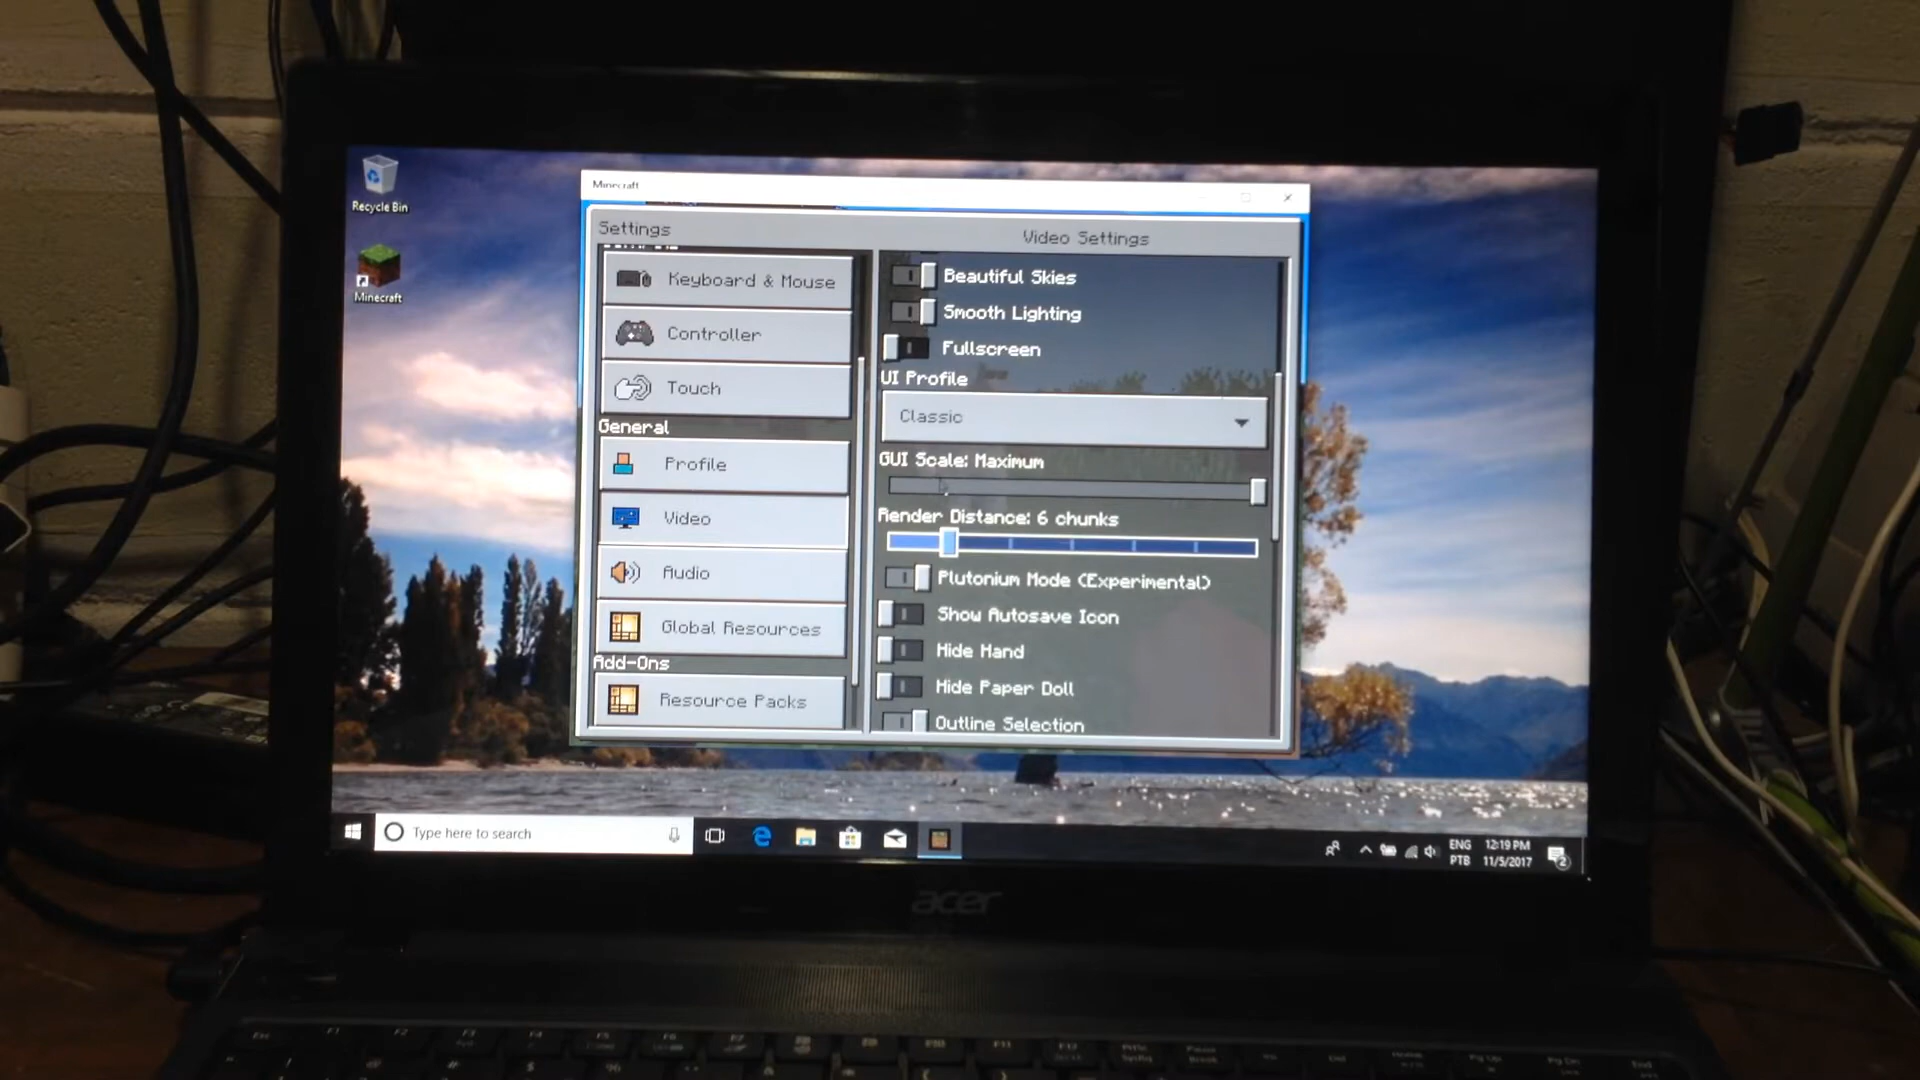 Recycle Bin
Minecraft
Minecraft
Settings
Video Settings
Keyboard & Mouse
Controller
Touch
General
Profile
Video
Audio
Global Resources
Add-Ons
Resource Packs
Beautiful Skies
Smooth Lighting
Fullscreen
UI Profile
Classic
GUI Scale: Maximum
Render Distance: 6 chunks
Plutonium Mode (Experimental)
Show Autosave Icon
Hide Hand
Hide Paper Doll
Outline Selection
Type here to search
ENG
PTB
12:19 PM
11/5/2017
2
acer